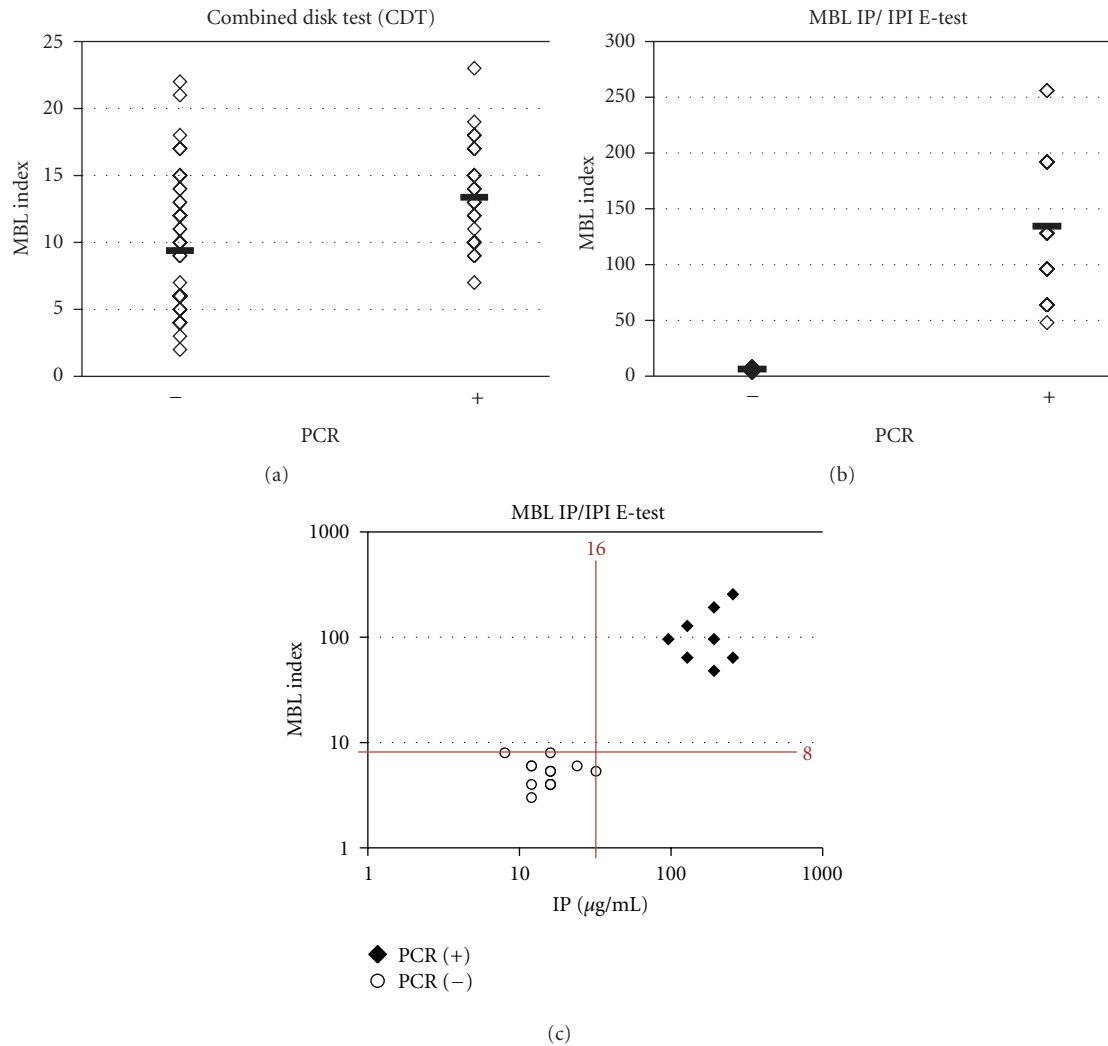 Combined disk test (CDT)
25
20
15
10
5
0
MBL index
−
+
PCR
(a)
MBL IP/ IPI E-test
300
250
200
150
100
50
0
MBL index
−
+
PCR
(b)
MBL IP/IPI E-test
1000
100
10
1
MBL index
16
8
1
10
100
1000
IP (μg/mL)
PCR (+)
PCR (−)
(c)